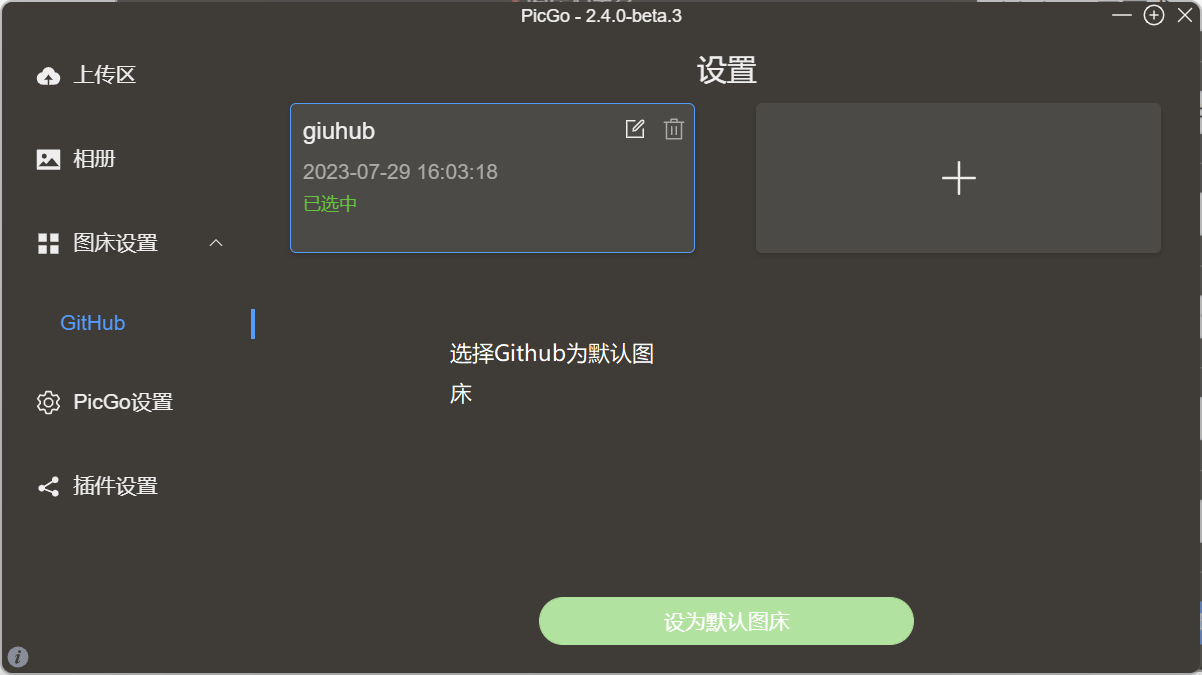 PicGo - 2.4.0-beta.3
上传区
相册
图床设置
GitHub
PicGo设置
插件设置
设置
giuhub
2023-07-29 16:03:18
已选中
选择Github为默认图
床
设为默认图床